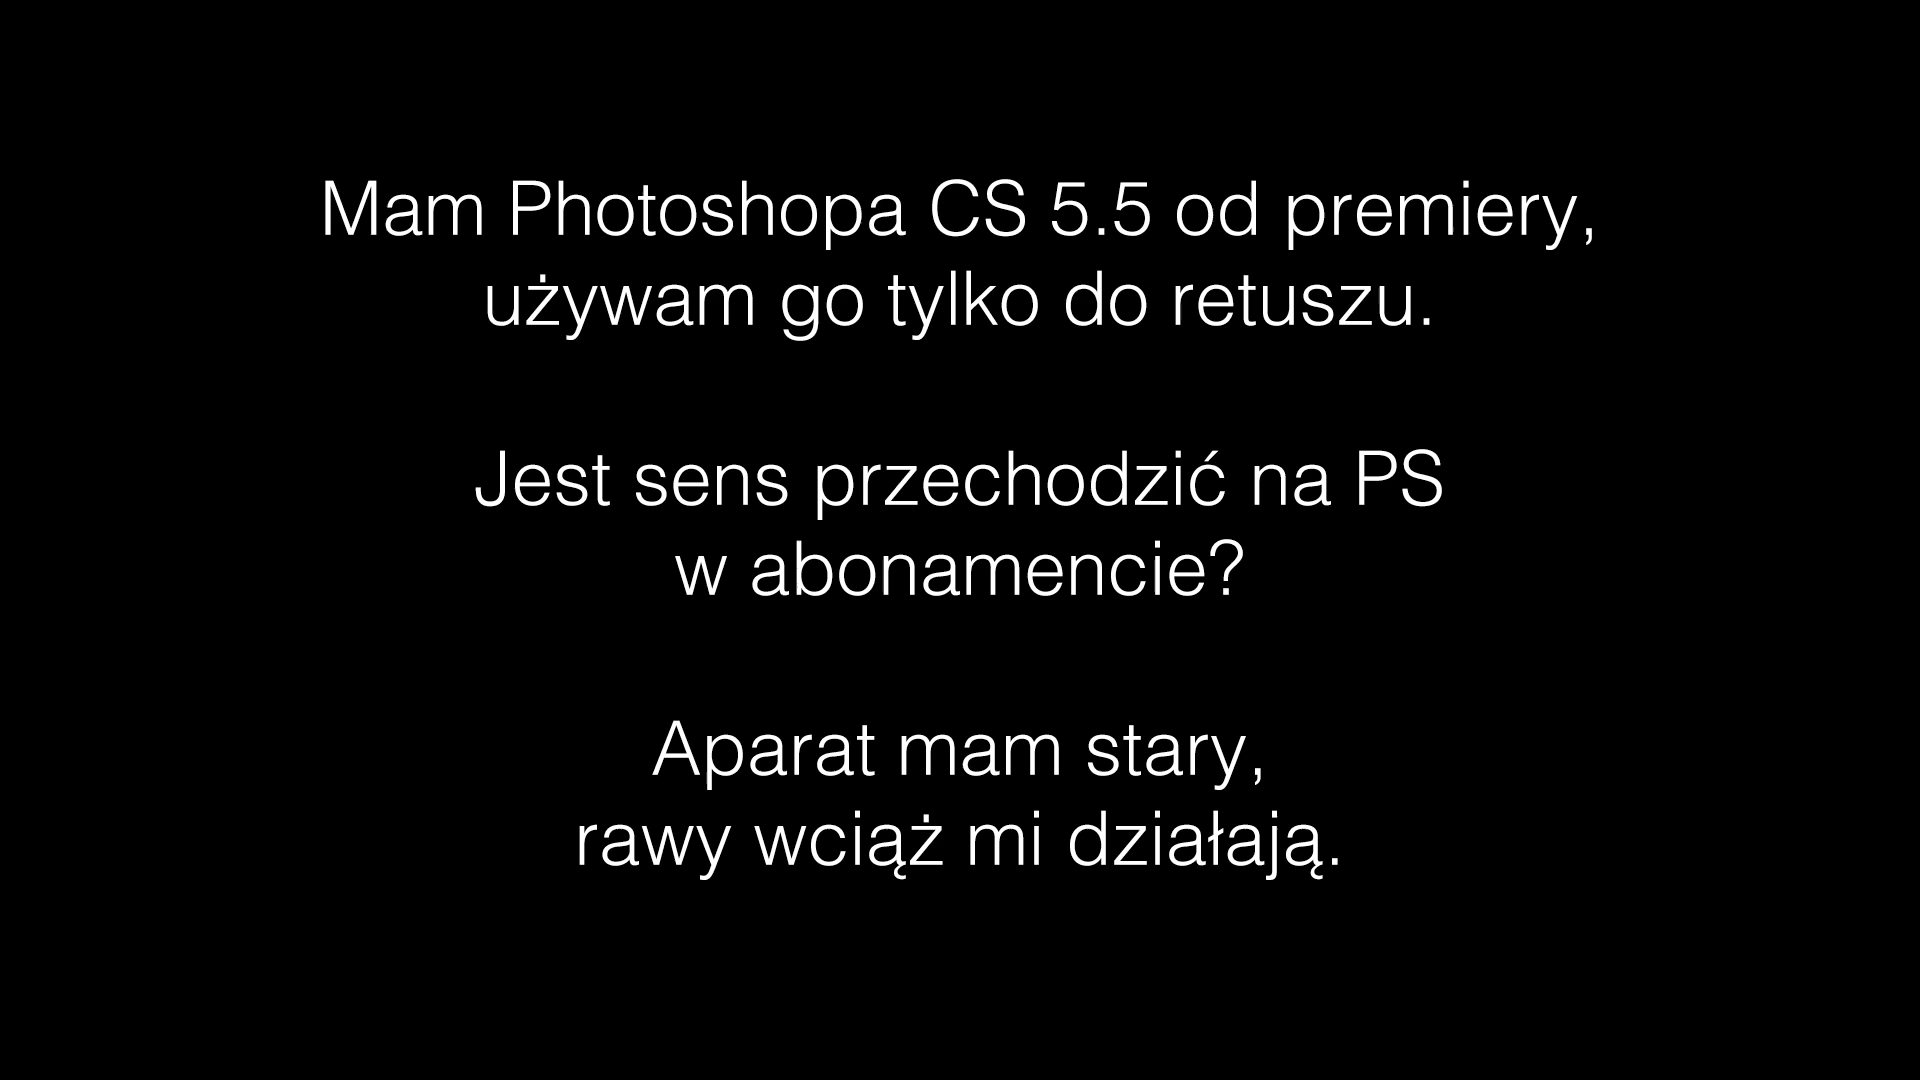 Mam Photoshopa CS 5.5 od premiery,
używam go tylko do retuszu.
Jest sens przechodzić na PS
w abonamencie?
Aparat mam stary,
rawy wciąż mi działają.